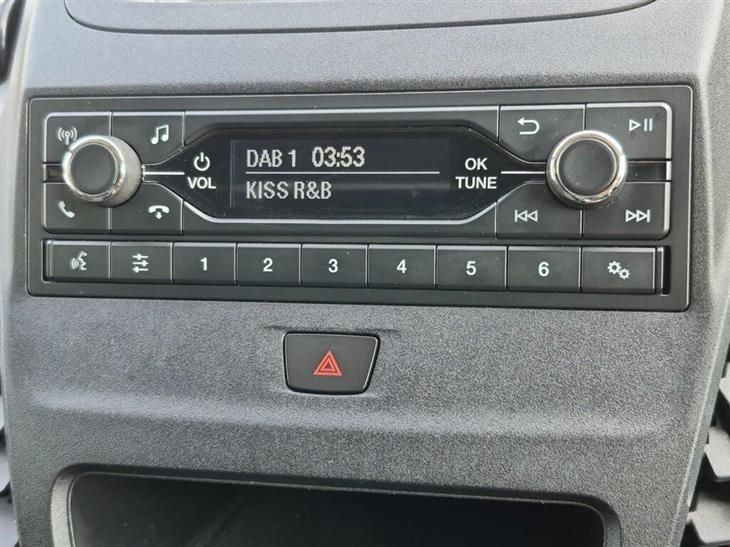 DAB 1 03:53
KISS R&B
VOL
OK
TUNE
1 2 3 4 5 6